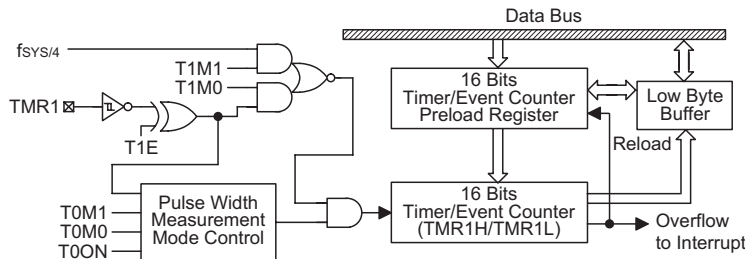 Data Bus
fSYS/4
T1M1
T1M0
TMR1
T1E
16 Bits
Timer/Event Counter
Preload Register
Low Byte
Buffer
Reload
T0M1
T0M0
T0ON
Pulse Width
Measurement
Mode Control
16 Bits
Timer/Event Counter
(TMR1H/TMR1L)
Overflow
to Interrupt